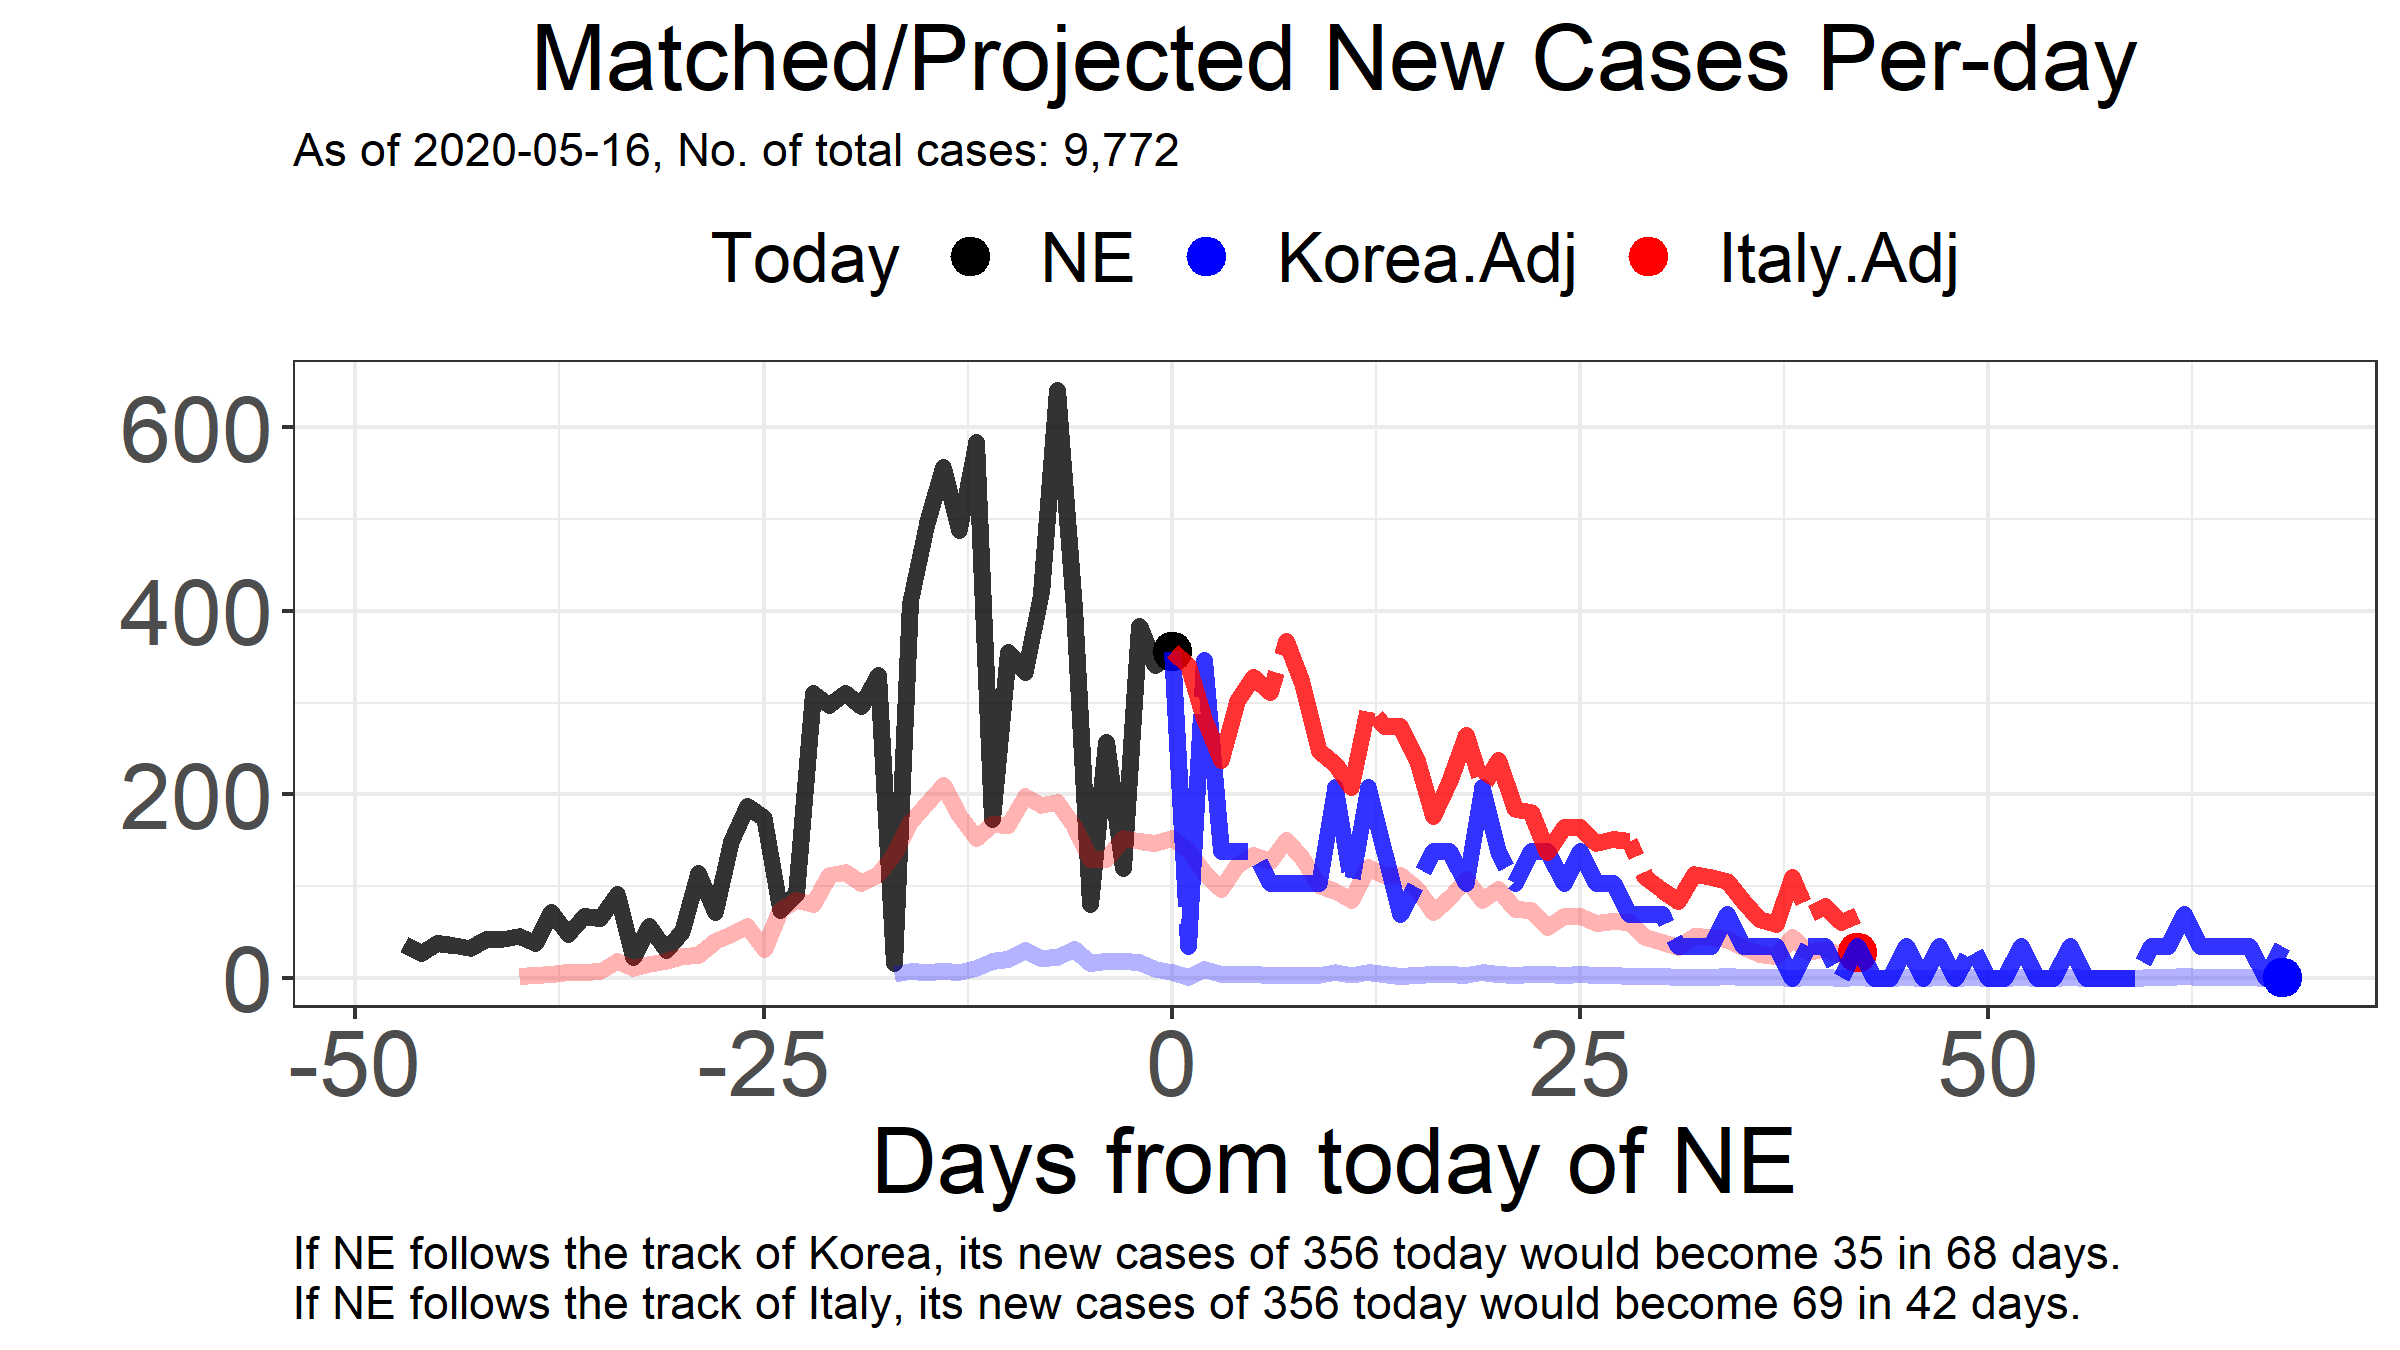 Matched/Projected New Cases Per-day
As of 2020-05-16, No. of total cases: 9,772
Today NE Korea.Adj Italy.Adj
600
400
200
0
-50 -25 0 25 50
Days from today of NE
If NE follows the track of Korea, its new cases of 356 today would become 35 in 68 days.
If NE follows the track of Italy, its new cases of 356 today would become 69 in 42 days.